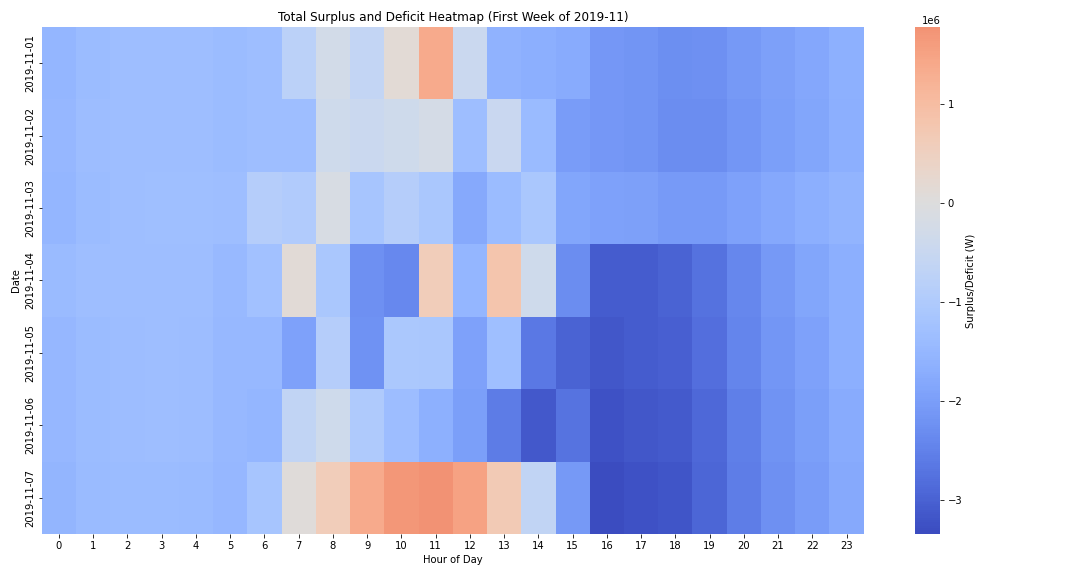 Total Surplus and Deficit Heatmap (First Week of 2019-11)
1e6
2019-11-01
2019-11-02
2019-11-03
2019-11-04
2019-11-05
2019-11-06
2019-11-07
Date
0 1 2 3 4 5 6 7 8 9 10 11 12 13 14 15 16 17 18 19 20 21 22 23
Hour of Day
1
0
−1
−2
−3
Surplus/Deficit (W)